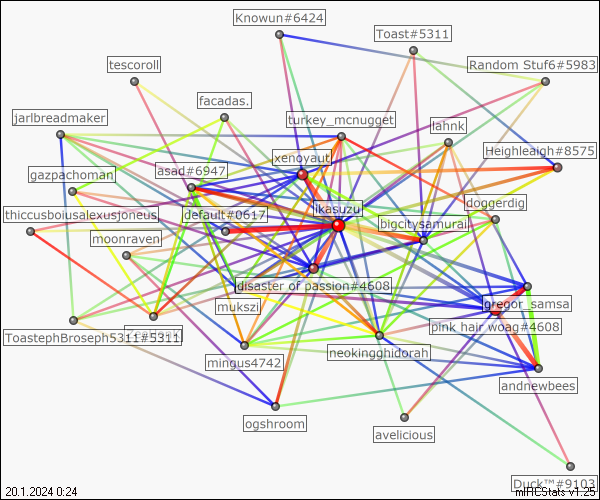 Knowun#6424
Toast#5311
tescoroll
Random Stuf6#5983
facadas.
jarlbreadmaker
turkey_mcnugget
lahnk
xenoyaut
Heighleaigh#8575
asad#6947
gazpachoman
likasuzu
doggerdig
thiccusboiusalexusjoneus
default#0617
bigcitysamurai
moonraven
disaster of passion#4608
mukszi
gregor_samsa
pink hair woag#4608
ToastephBroseph5311#5311
neokingghidorah
mingus4742
andnewbees
ogshroom
avelicious
Duck™#9103
20.1.2024 0:24
mIRCStats v1.25